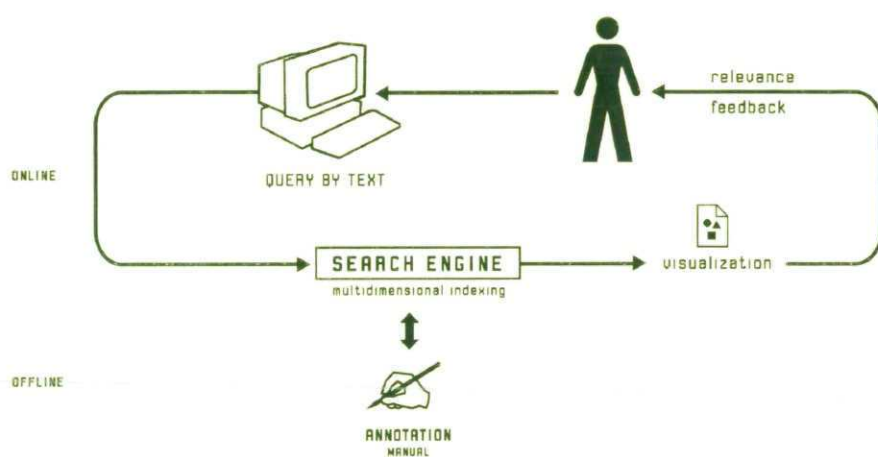 relevance
feedback
ONLINE
QUERY BY TEXT
SEARCH ENGINE
visualization
multidimensional indexing
OFFLINE
ANNOTATION
MANUAL